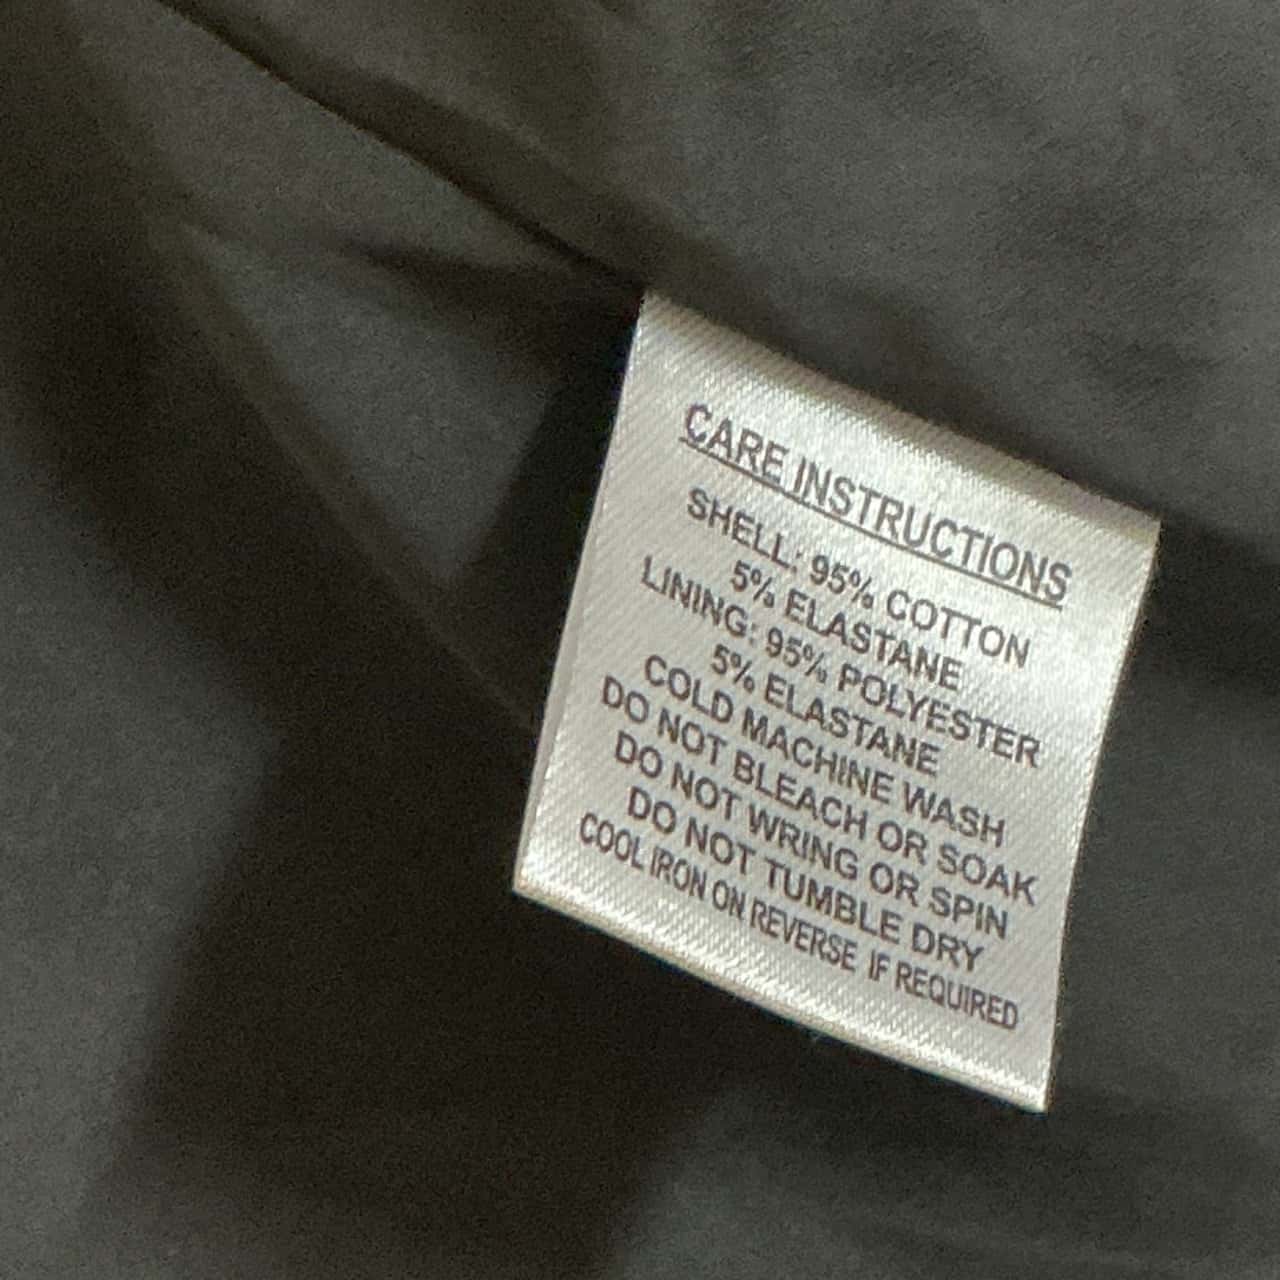 CARE INSTRUCTIONS
SHELL: 95% COTTON
5% ELASTANE
LINING: 95% POLYESTER
5% ELASTANE
COLD MACHINE WASH
DO NOT BLEACH OR SOAK
DO NOT WRING OR SPIN
DO NOT TUMBLE DRY
COOL IRON ON REVERSE IF REQUIRED